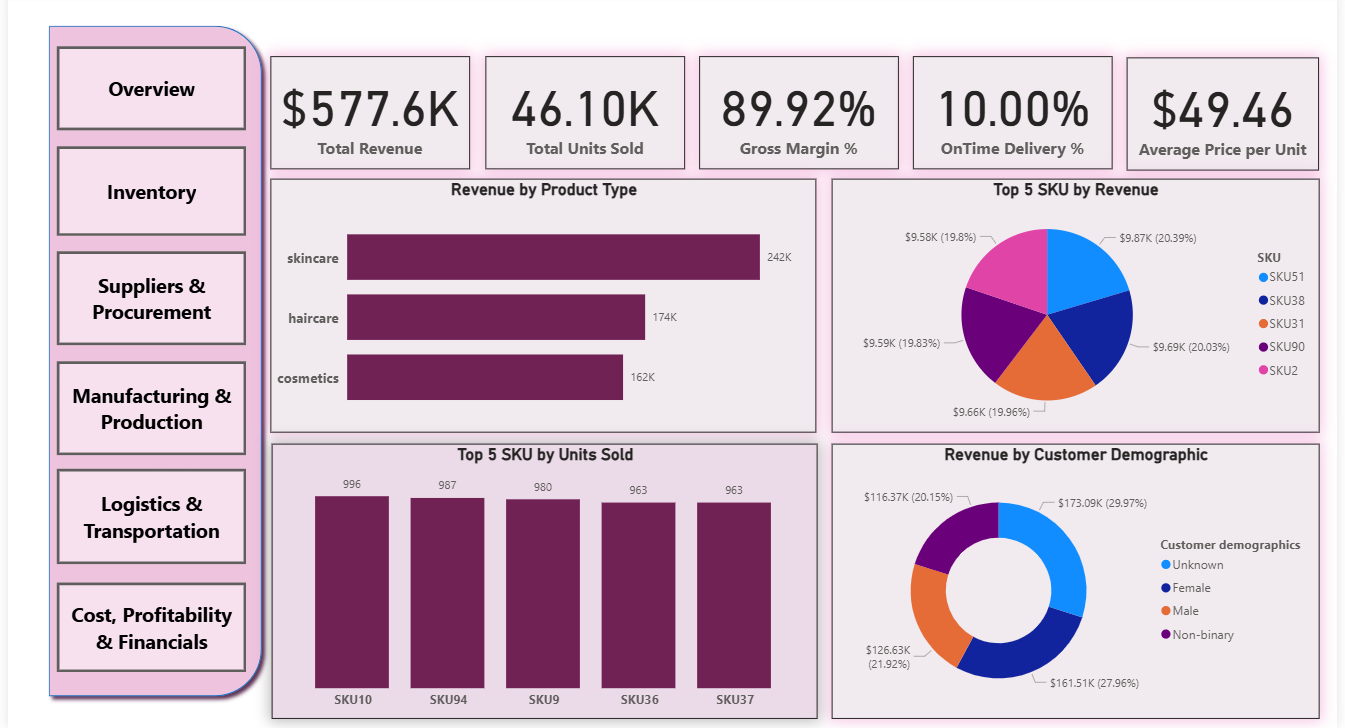 Overview
Inventory
Suppliers &
Procurement
Manufacturing &
Production
Logistics &
Transportation
Cost, Profitability
& Financials
$577.6K
Total Revenue
46.10K
Total Units Sold
89.92%
Gross Margin %
10.00%
OnTime Delivery %
$49.46
Average Price per Unit
Revenue by Product Type
skincare
242K
haircare
174K
cosmetics
162K
Top 5 SKU by Revenue
$9.58K (19.8%)
$9.87K (20.39%)
$9.59K (19.83%)
$9.69K (20.03%)
$9.66K (19.96%)
SKU
SKU51
SKU38
SKU31
SKU90
SKU2
Top 5 SKU by Units Sold
996
987
980
963
963
SKU10
SKU94
SKU9
SKU36
SKU37
Revenue by Customer Demographic
$116.37K (20.15%)
$173.09K (29.97%)
$126.63K
(21.92%)
$161.51K (27.96%)
Customer demographics
Unknown
Female
Male
Non-binary